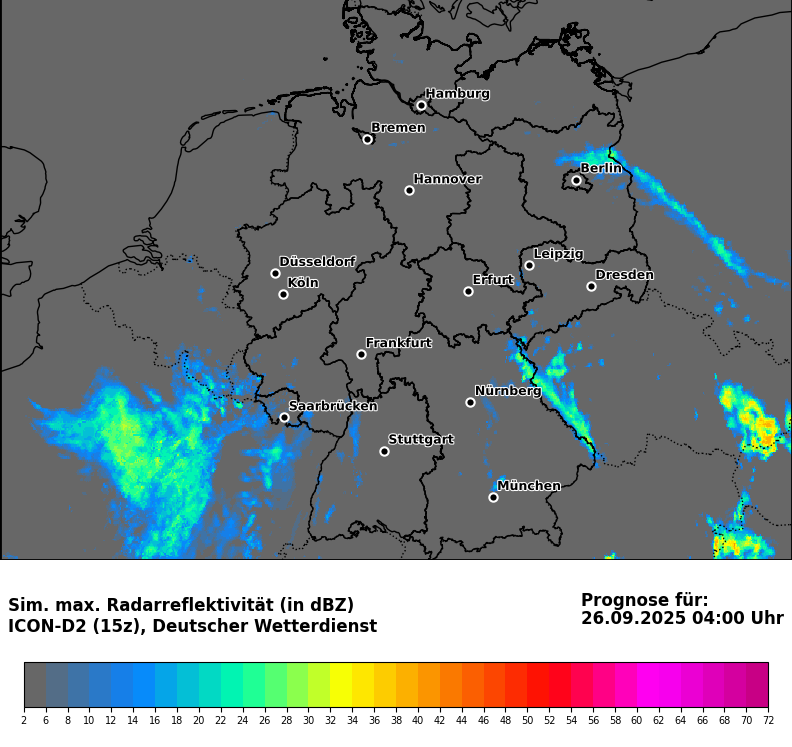 Hamburg
Bremen
Berlin
Hannover
Leipzig
Düsseldorf
Dresden
Köln
Erfurt
Frankfurt
Nürnberg
Saarbrücken
Stuttgart
München
Sim. max. Radarreflektivität (in dBZ)
ICON-D2 (15z), Deutscher Wetterdienst
Prognose für:
26.09.2025 04:00 Uhr
2 6 8 10 12 14 16 18 20 22 24 26 28 30 32 34 36 38 40 42 44 46 48 50 52 54 56 58 60 62 64 66 68 70 72